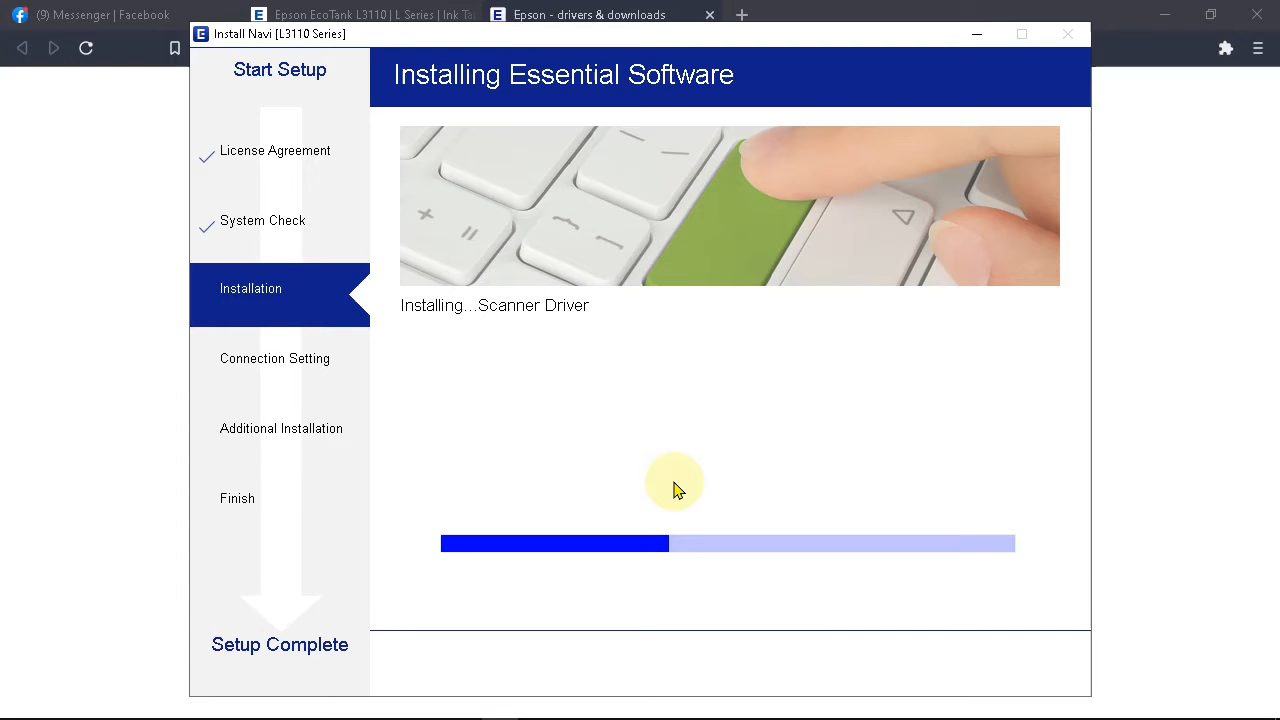 (9) Messenger | Facebook
Epson EcoTank L3110 | L Series | Ink Ta
Epson - drivers & downloads
E Install Navi [L3110 Series]
Start Setup
License Agreement
System Check
Installation
Connection Setting
Additional Installation
Finish
Setup Complete
Installing Essential Software
Installing...Scanner Driver